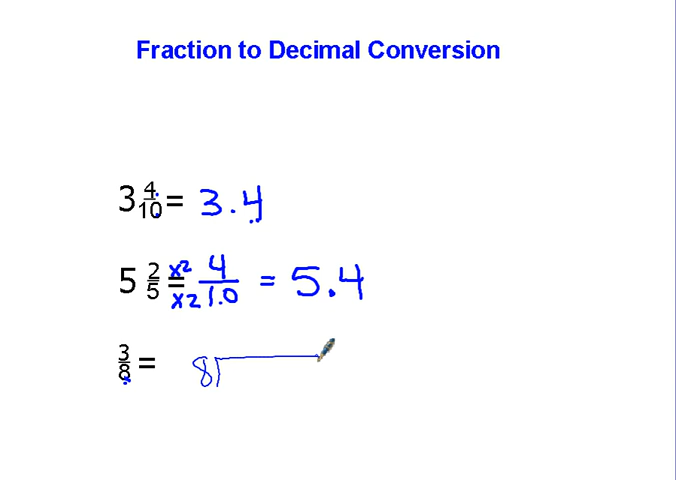 Fraction to Decimal Conversion
3 4/10 = 3.4
5 2/5 x2 x2 = 4/10 = 5.4
3/8 = 8